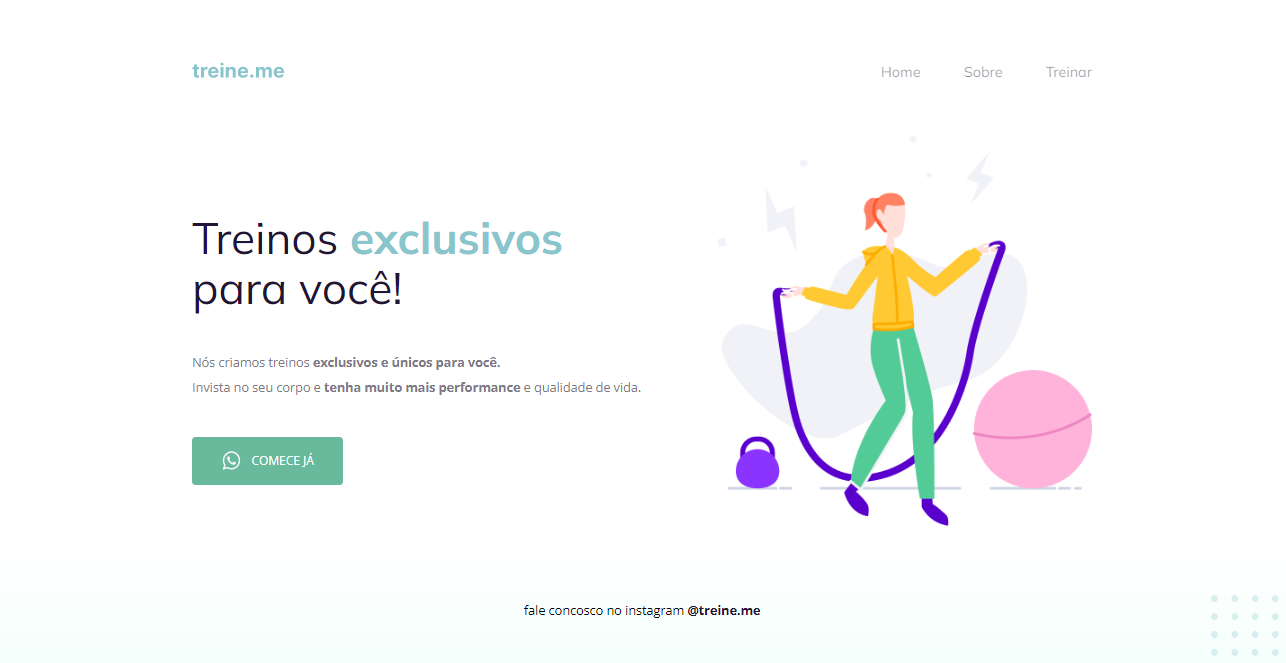 treine.me
Home
Sobre
Treinar
Treinos exclusivos
para você!
Nós criamos treinos exclusivos e únicos para você.
Invista no seu corpo e tenha muito mais performance e qualidade de vida.
COMECE JÁ
fale concosco no instagram @treine.me